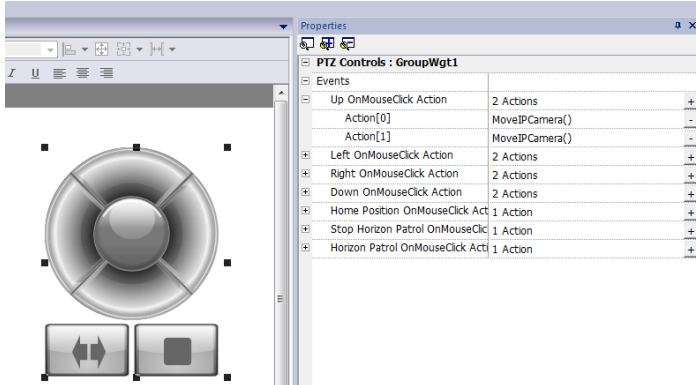 Properties
I U
PTZ Controls : GroupWgt1
Events
Up OnMouseClick Action 2 Actions +
Action[0] MoveIPCamera() -
Action[1] MoveIPCamera() -
Left OnMouseClick Action 2 Actions +
Right OnMouseClick Action 2 Actions +
Down OnMouseClick Action 2 Actions +
Home Position OnMouseClick Act 1 Action +
Stop Horizon Patrol OnMouseClic 1 Action +
Horizon Patrol OnMouseClick Acti 1 Action +